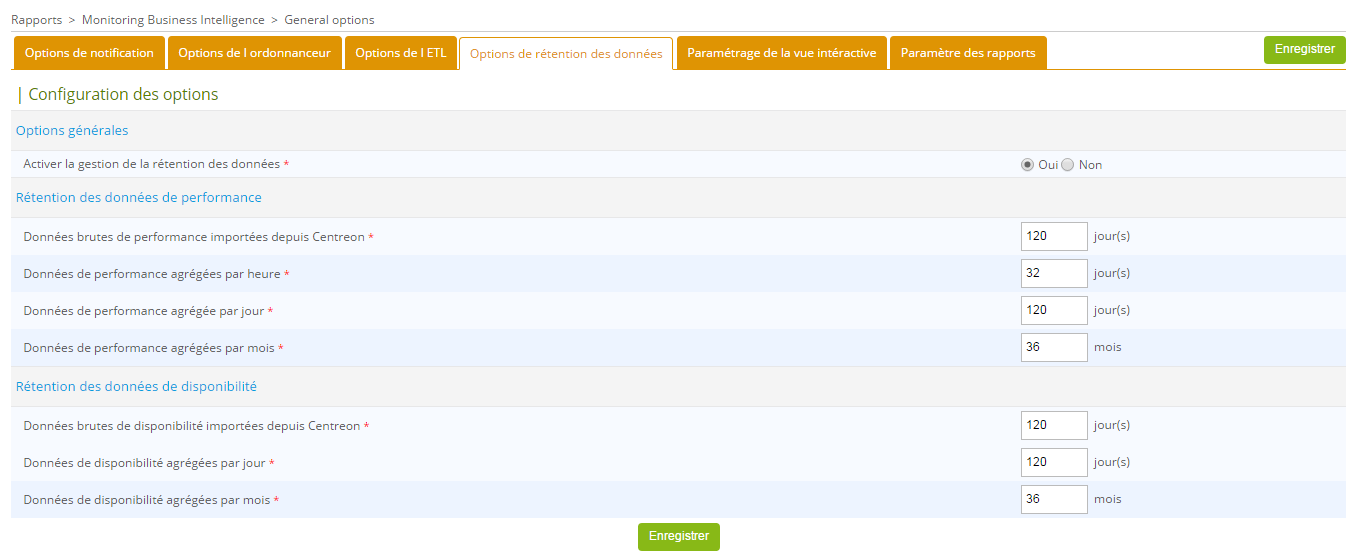 Rapports > Monitoring Business Intelligence > General options
Options de notification Options de l ordonnanceur Options de l ETL Options de rétention des données Paramétrage de la vue intéractive Paramètre des rapports Enregistrer
| Configuration des options
Options générales
Activer la gestion de la rétention des données * Oui Non
Rétention des données de performance
Données brutes de performance importées depuis Centreon * 120 jour(s)
Données de performance agrégées par heure * 32 jour(s)
Données de performance agrégée par jour * 120 jour(s)
Données de performance agrégées par mois * 36 mois
Rétention des données de disponibilité
Données brutes de disponibilité importées depuis Centreon * 120 jour(s)
Données de disponibilité agrégées par jour * 120 jour(s)
Données de disponibilité agrégées par mois * 36 mois
Enregistrer